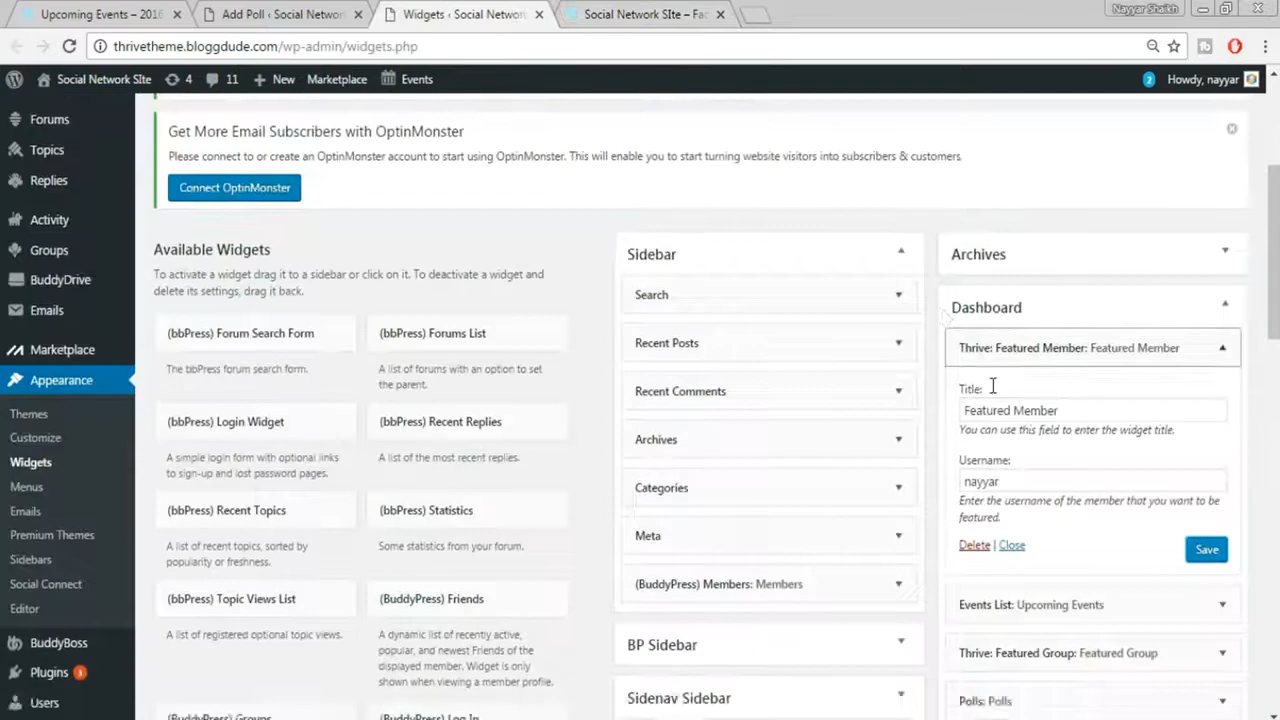 Upcoming Events – 2016
Add Poll ‹ Social Networ
Widgets ‹ Social Networ
Social Network SIte – Fac
Nayyar Shaikh
thrivetheme.bloggdude.com/wp-admin/widgets.php
Social Network SIte
4
11
New
Marketplace
Events
2
Howdy, nayyar
Forums
Topics
Replies
Activity
Groups
BuddyDrive
Emails
Marketplace
Appearance
Themes
Customize
Widgets
Menus
Emails
Premium Themes
Sidebars
Social Connect
Editor
BuddyBoss
Plugins
Users
Get More Email Subscribers with OptinMonster
Please connect to or create an OptinMonster account to start using OptinMonster. This will enable you to start turning website visitors into subscribers & customers.
Connect OptinMonster
Available Widgets
To activate a widget drag it to a sidebar or click on it. To deactivate a widget and
delete its settings, drag it back.
(bbPress) Forum Search Form
The bbPress forum search form.
(bbPress) Forums List
A list of forums with an option to set
the parent.
(bbPress) Login Widget
A simple login form with optional links
to sign-up and lost password pages.
(bbPress) Recent Replies
A list of the most recent replies.
(bbPress) Recent Topics
A list of recent topics, sorted by
popularity or freshness.
(bbPress) Statistics
Some statistics from your forum.
(bbPress) Topic Views List
A list of registered optional topic views.
(BuddyPress) Friends
A dynamic list of recently active,
popular, and newest Friends of the
displayed member. Widget is only
shown when viewing a member profile.
(BuddyPress) Groups
(BuddyPress) Log In
Sidebar
Search
Recent Posts
Recent Comments
Archives
Categories
Meta
(BuddyPress) Members: Members
BP Sidebar
Sidenav Sidebar
Archives
Dashboard
Thrive: Featured Member: Featured Member
Title:
Featured Member
You can use this field to enter the widget title.
Username:
nayyar
Enter the username of the member that you want to be
featured.
Delete | Close
Save
Events List: Upcoming Events
Thrive: Featured Group: Featured Group
Polls: Polls